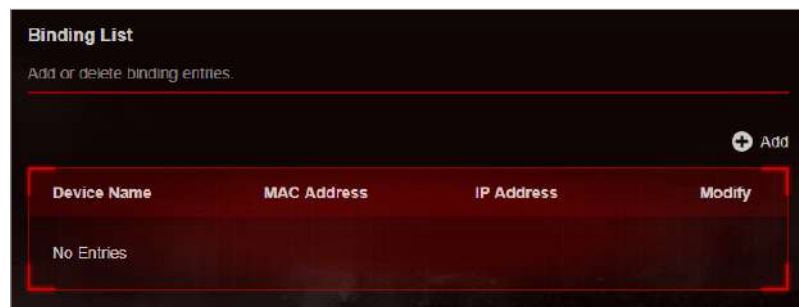 Binding List
Add or delete binding entries.
Add
Device Name MAC Address IP Address Modify
No Entries